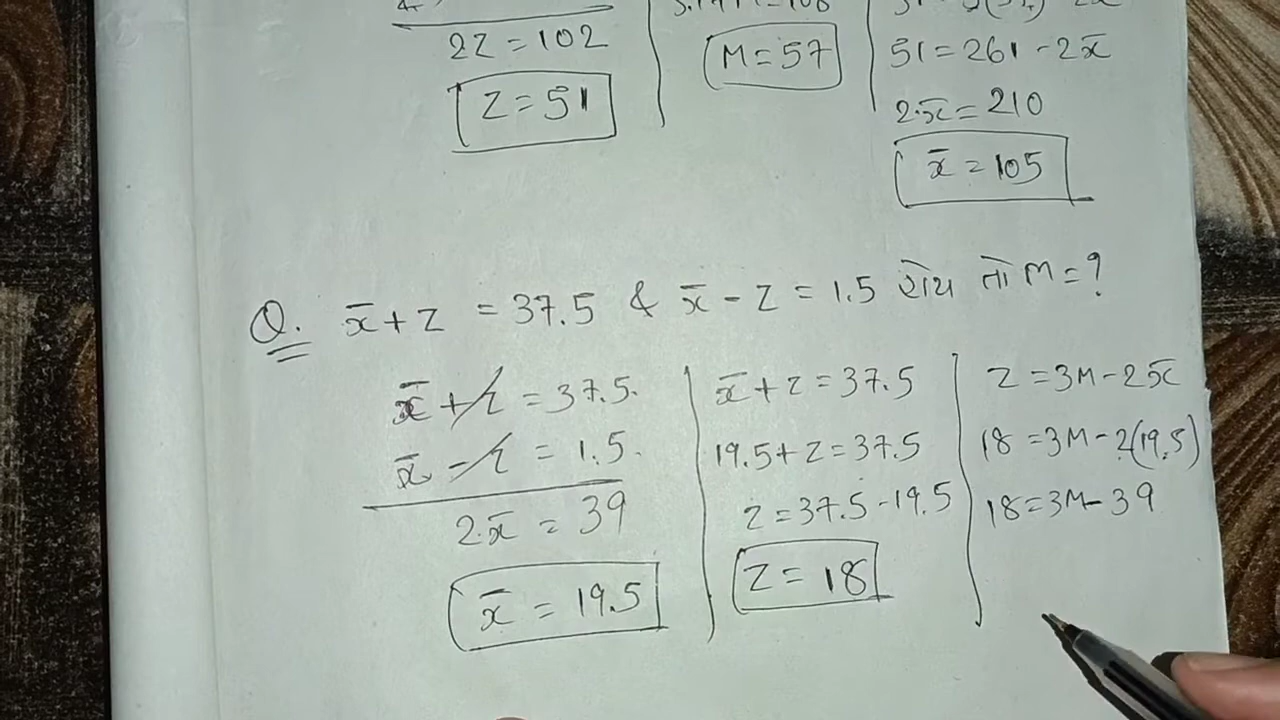 2Z = 102
Z = 51
M = 57
51 = 261 - 2x̄
2x̄ = 210
x̄ = 105
Q. x̄ + Z = 37.5 & x̄ - Z = 1.5 હોય તો M = ?
x̄ + Z = 37.5
x̄ - Z = 1.5
2x̄ = 39
x̄ = 19.5
x̄ + Z = 37.5
19.5 + Z = 37.5
Z = 37.5 - 19.5
Z = 18
Z = 3M - 2x̄
18 = 3M - 2(19.5)
18 = 3M - 39